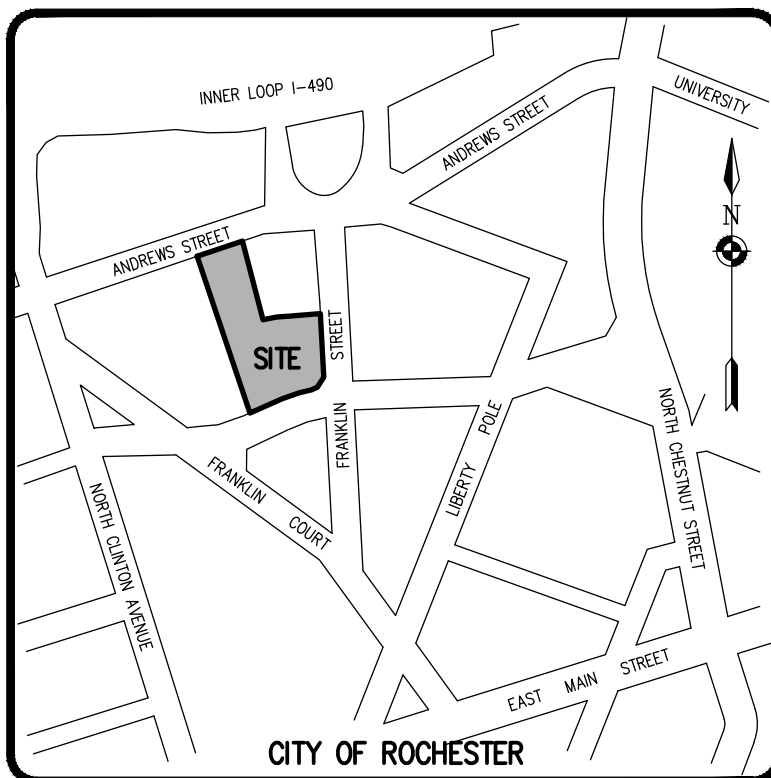 INNER LOOP I-490
UNIVERSITY
ANDREWS STREET
N
ANDREWS STREET
SITE
FRANKLIN STREET
LIBERTY POLE
NORTH CHESTNUT STREET
FRANKLIN COURT
NORTH CLINTON AVENUE
EAST MAIN STREET
CITY OF ROCHESTER